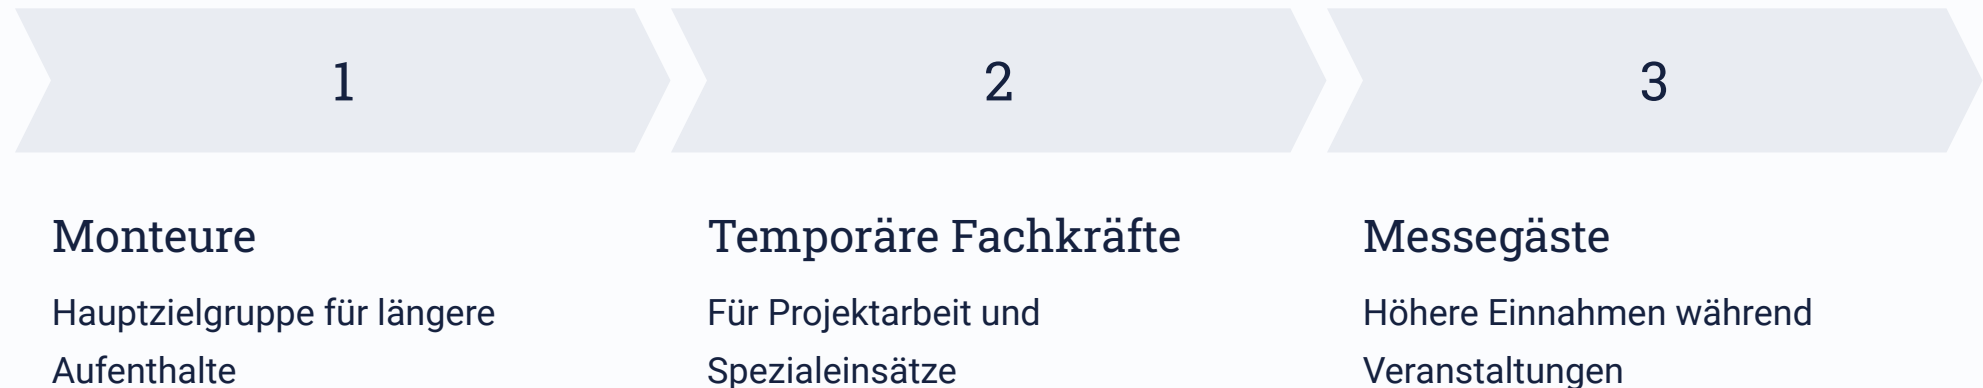 1
2
3
Monteure
Hauptzielgruppe für längere
Aufenthalte
Temporäre Fachkräfte
Für Projektarbeit und
Spezialeinsätze
Messegäste
Höhere Einnahmen während
Veranstaltungen